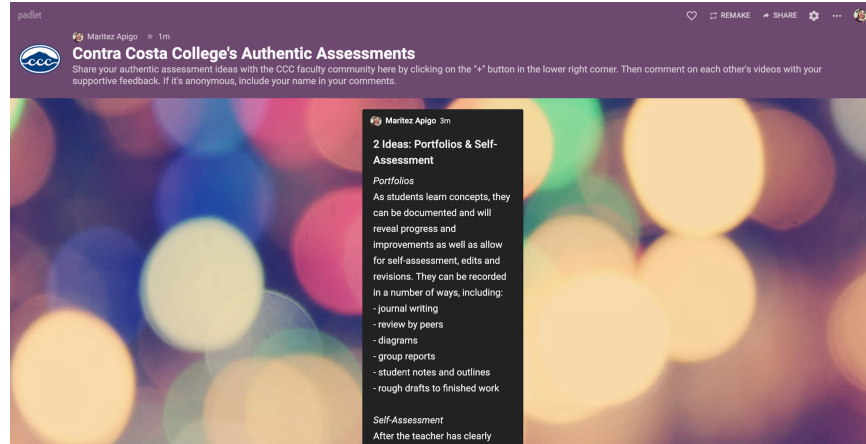 padlet
REMAKE
SHARE
Maritez Apigo 1m
ccc
Contra Costa College's Authentic Assessments
Share your authentic assessment ideas with the CCC faculty community here by clicking on the "+" button in the lower right corner. Then comment on each other's videos with your
supportive feedback. If it's anonymous, include your name in your comments.
Maritez Apigo 3m
2 Ideas: Portfolios & Self-
Assessment
Portfolios
As students learn concepts, they
can be documented and will
reveal progress and
improvements as well as allow
for self-assessment, edits and
revisions. They can be recorded
in a number of ways, including:
- journal writing
- review by peers
- diagrams
- group reports
- student notes and outlines
- rough drafts to finished work
Self-Assessment
After the teacher has clearly